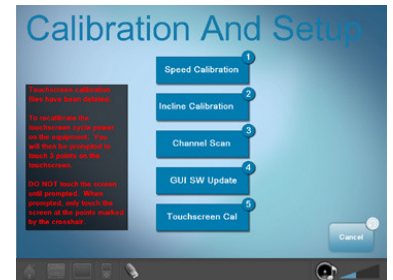 Calibration And Setup
Touchscreen calibration
files have been deleted.
To recalibrate the
touchscreen cycle power
on the equipment. You
will then be prompted to
touch 3 points on the
touchscreen.
DO NOT touch the screen
until prompted. When
prompted, only touch the
screen at the points marked
by the crosshair.
1
Speed Calibration
2
Incline Calibration
3
Channel Scan
4
GUI SW Update
5
Touchscreen Cal
Cancel